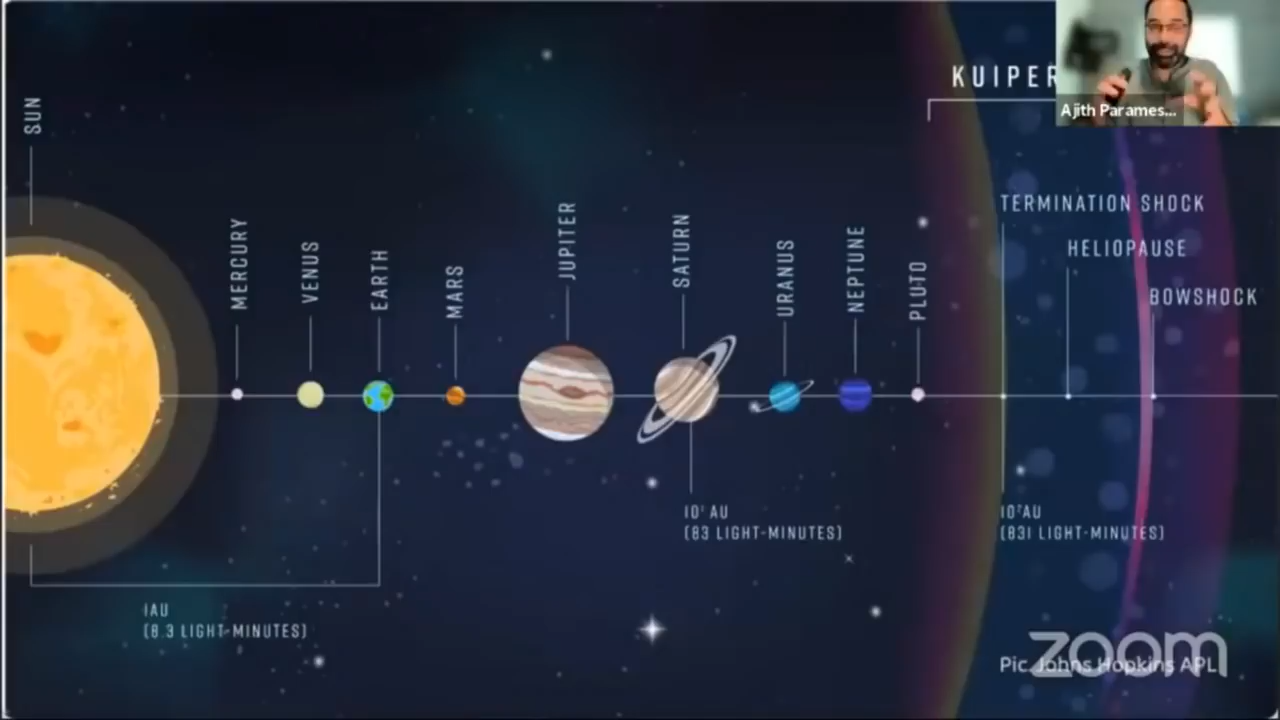 SUN
KUIPER
Ajith Parames...
TERMINATION SHOCK
HELIOPAUSE
BOWSHOCK
MERCURY
VENUS
EARTH
MARS
JUPITER
SATURN
URANUS
NEPTUNE
PLUTO
10¹ AU
(83 LIGHT-MINUTES)
10²AU
(831 LIGHT-MINUTES)
1AU
(8.3 LIGHT-MINUTES)
zoom
Pic. Johns Hopkins APL